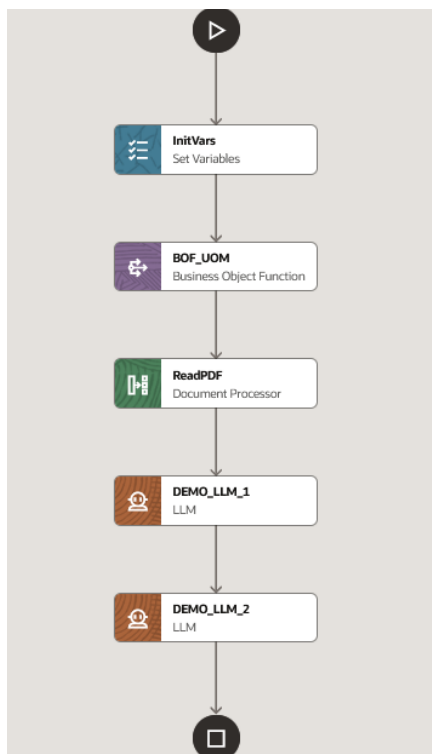 InitVars
Set Variables
BOF_UOM
Business Object Function
ReadPDF
Document Processor
DEMO_LLM_1
LLM
DEMO_LLM_2
LLM